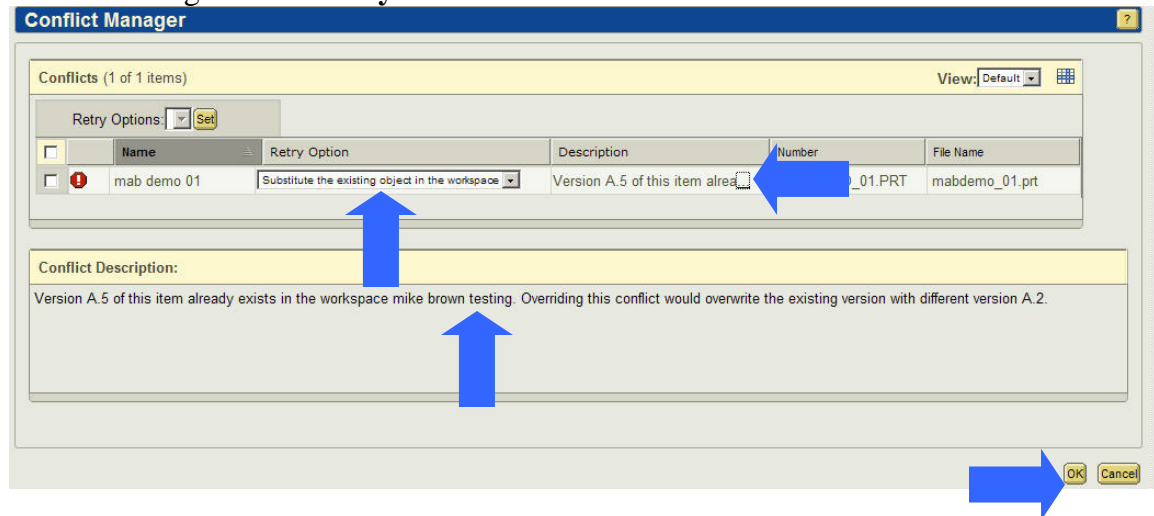 Conflict Manager
?
Conflicts (1 of 1 items)
View: Default
Retry Options: Set
Name Retry Option Description Number File Name
mab demo 01 Substitute the existing object in the workspace Version A.5 of this item alrea... _01.PRT mabdemo_01.prt
Conflict Description:
Version A.5 of this item already exists in the workspace mike brown testing. Overriding this conflict would overwrite the existing version with different version A.2.
OK Cancel